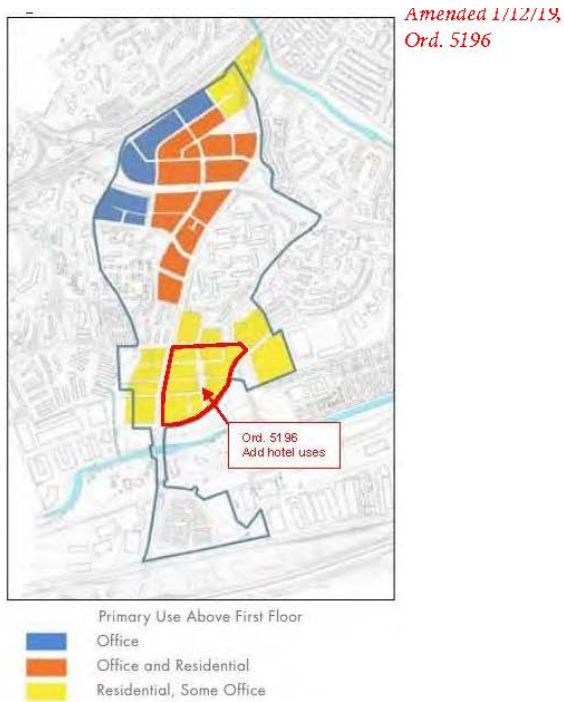 Amended 1/12/19,
Ord. 5196
Ord. 5196
Add hotel uses
Primary Use Above First Floor
Office
Office and Residential
Residential, Some Office